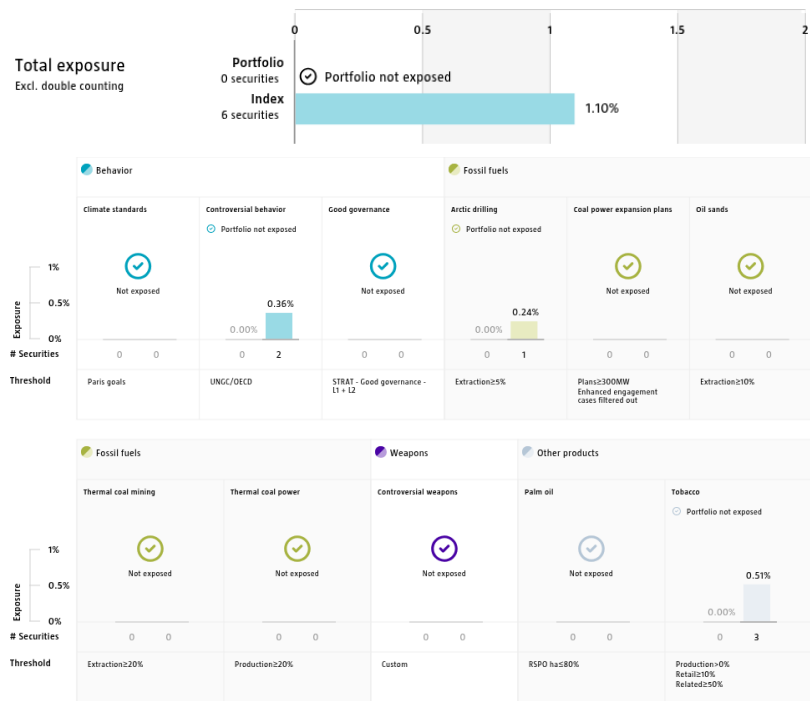 0 0.5 1 1.5 2
Total exposure
Excl. double counting
Portfolio
0 securities
Portfolio not exposed
Index
6 securities
1.10%
Behavior
Fossil fuels
Climate standards
Controversial behavior
Good governance
Arctic drilling
Coal power expansion plans
Oil sands
Portfolio not exposed
Portfolio not exposed
Not exposed
Not exposed
Not exposed
Not exposed
Exposure
1%
0.5%
0%
0.00%
0.36%
0.00%
0.24%
# Securities
0 0
0 2
0 0
0 1
0 0
0 0
Threshold
Paris goals
UNGC/OECD
STRAT - Good governance -
L1 + L2
Extraction≥5%
Plans≥300MW
Enhanced engagement
cases filtered out
Extraction≥10%
Fossil fuels
Weapons
Other products
Thermal coal mining
Thermal coal power
Controversial weapons
Palm oil
Tobacco
Portfolio not exposed
Not exposed
Not exposed
Not exposed
Not exposed
Exposure
1%
0.5%
0%
0.00%
0.51%
# Securities
0 0
0 0
0 0
0 0
0 3
Threshold
Extraction≥20%
Production≥20%
Custom
RSPO ha≤80%
Production>0%
Retail≥10%
Related≥50%